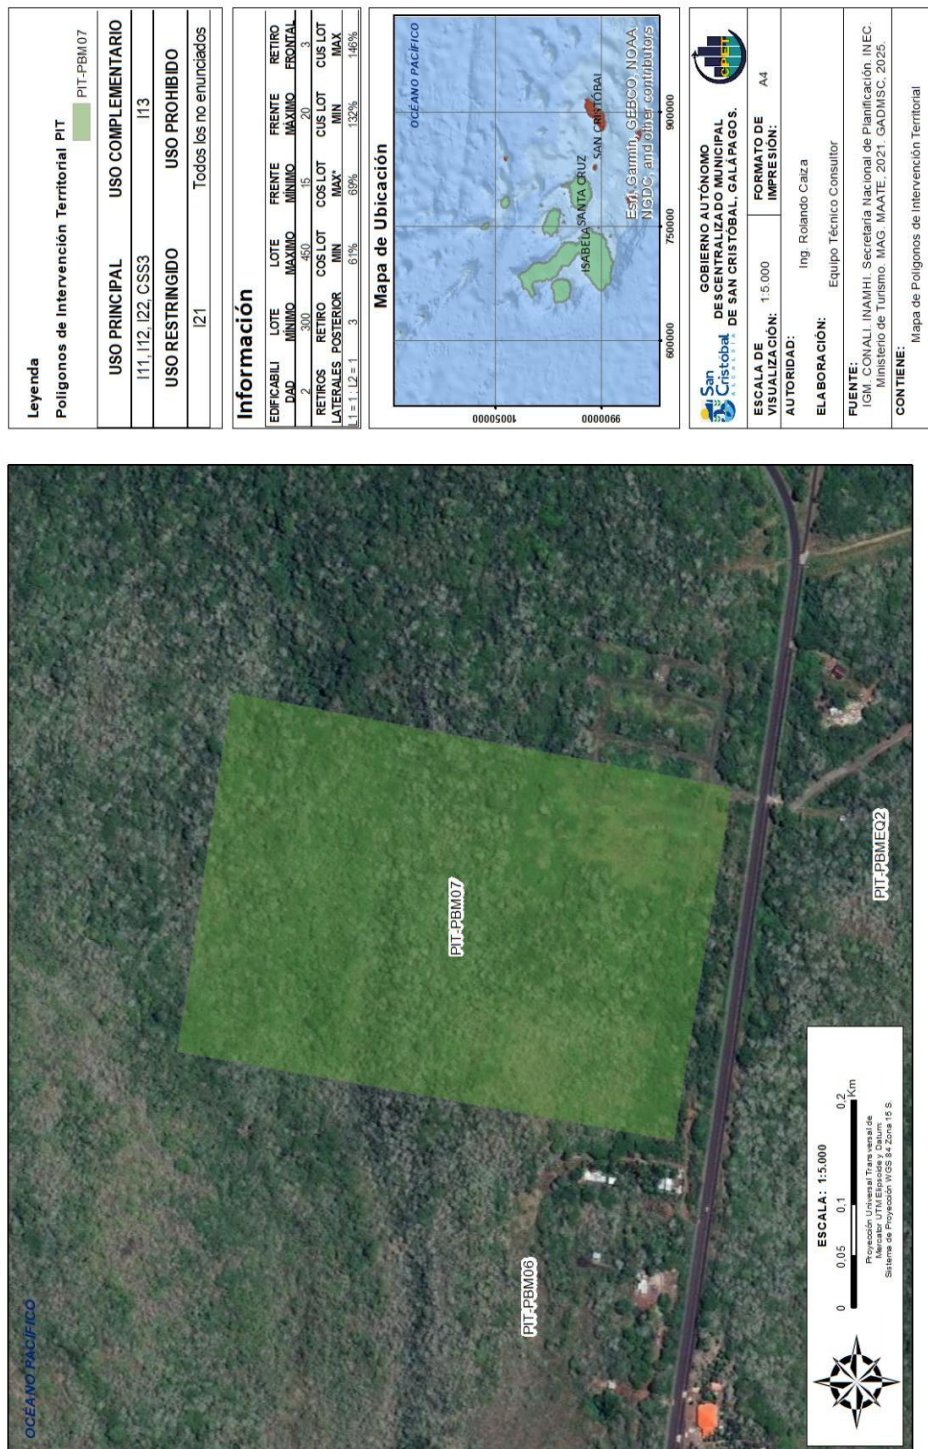 Leyenda
Polígonos de Intervención Territorial PIT
PIT-PBM07
USO PRINCIPAL USO COMPLEMENTARIO
I11, I12, I22, CSS3 I13
USO RESTRINGIDO USO PROHIBIDO
I21 Todos los no enunciados
Información
EDIFICABILI LOTE LOTE FRENTE FRENTE RETIRO
DAD MÍNIMO MAXIMO MÍNIMO MÁXIMO FRONTAL
2 300 450 15 20 3
RETIROS RETIRO COS LOT COS LOT CUS LOT CUS LOT
LATERALES POSTERIOR MIN MAX* MIN MAX
L1 = 1 ; L2 = 1 3 61% 69% 132% 146%
Mapa de Ubicación
OCÉANO PACÍFICO
ISABELA
SANTA CRUZ
SAN CRISTÓBAL
Esri, Garmin, GEBCO, NOAA
NGDC, and other contributors
600000 750000 900000
10005000
9900000
San
Cristóbal
ALCALDÍA
GOBIERNO AUTÓNOMO
DESCENTRALIZADO MUNICIPAL
DE SAN CRISTÓBAL, GALÁPAGOS.
CPET
ESCALA DE
VISUALIZACIÓN: 1:5.000
FORMATO DE
IMPRESIÓN: A4
AUTORIDAD:
Ing. Rolando Caiza
ELABORACIÓN:
Equipo Técnico Consultor
FUENTE:
IGM. CONALI. INAMHI. Secretaría Nacional de Planificación. INEC.
Ministerio de Turismo. MAG. MAATE. 2021. GADMSC, 2025.
CONTIENE:
Mapa de Polígonos de Intervención Territorial
OCÉANO PACÍFICO
PIT-PBM07
PIT-PBM06
PIT-PBMEQ2
ESCALA: 1:5.000
0 0,05 0,1 0,2
Km
Proyección Universal Transversal de
Mercator UTM Elipsoide y Datum:
Sistema de Proyección WGS 84 Zona 15 S.